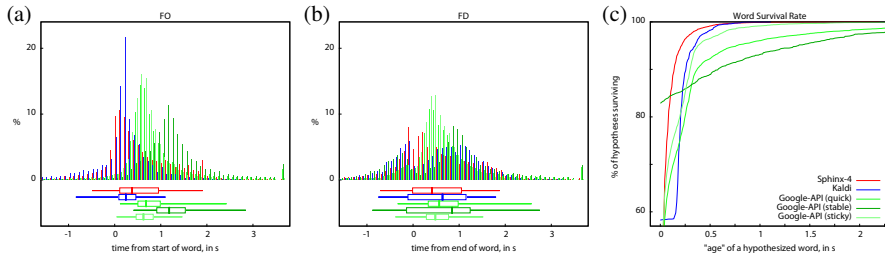 (a)
FO
20
10
%
0
-1
0
1
2
3
time from start of word, in s
(b)
FD
20
10
%
0
-1
0
1
2
3
time from end of word, in s
(c)
Word Survival Rate
100
90
80
70
60
% of hypotheses surviving
Sphinx-4
Kaldi
Google-API (quick)
Google-API (stable)
Google-API (sticky)
0
0.5
1
1.5
2
"age" of a hypothesized word, in s